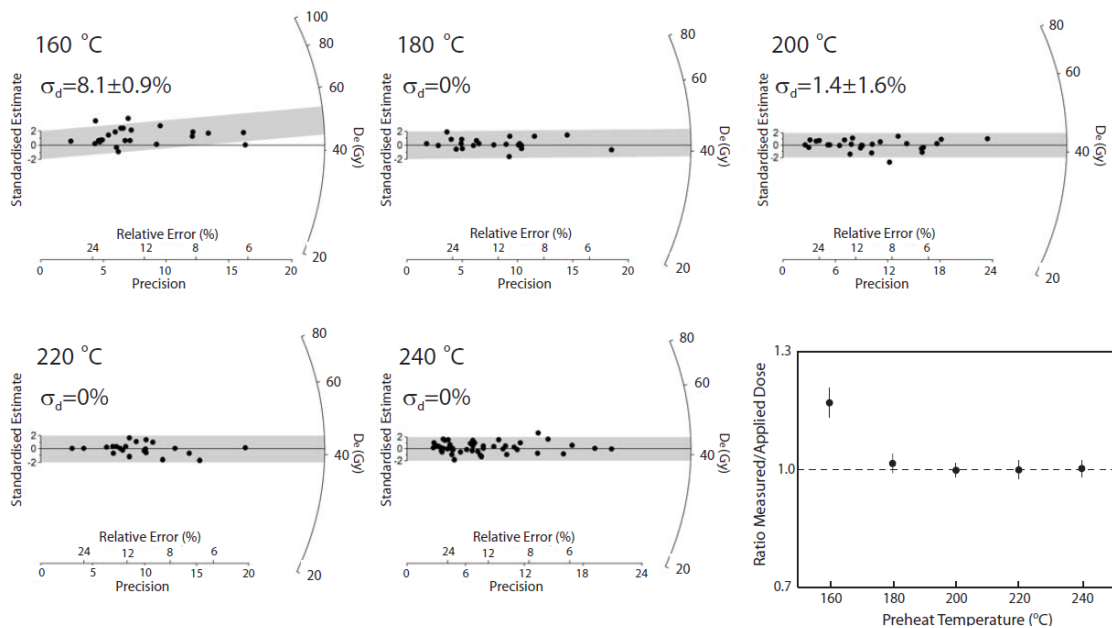 160 °C
σd=8.1±0.9%
Standardised Estimate
2
0
-2
100
80
60
40
20
De (Gy)
Relative Error (%)
24 12 8 6
0 5 10 15 20
Precision
180 °C
σd=0%
Standardised Estimate
2
0
-2
80
60
40
20
De (Gy)
Relative Error (%)
24 12 8 6
0 5 10 15 20
Precision
200 °C
σd=1.4±1.6%
Standardised Estimate
2
0
-2
80
60
40
20
De (Gy)
Relative Error (%)
24 12 8 6
0 6 12 18 24
Precision
220 °C
σd=0%
Standardised Estimate
2
0
-2
80
60
40
20
De (Gy)
Relative Error (%)
24 12 8 6
0 5 10 15 20
Precision
240 °C
σd=0%
Standardised Estimate
2
0
-2
80
60
40
20
De (Gy)
Relative Error (%)
24 12 8 6
0 6 12 18 24
Precision
Ratio Measured/Applied Dose
1.3
1.0
0.7
160 180 200 220 240
Preheat Temperature (°C)